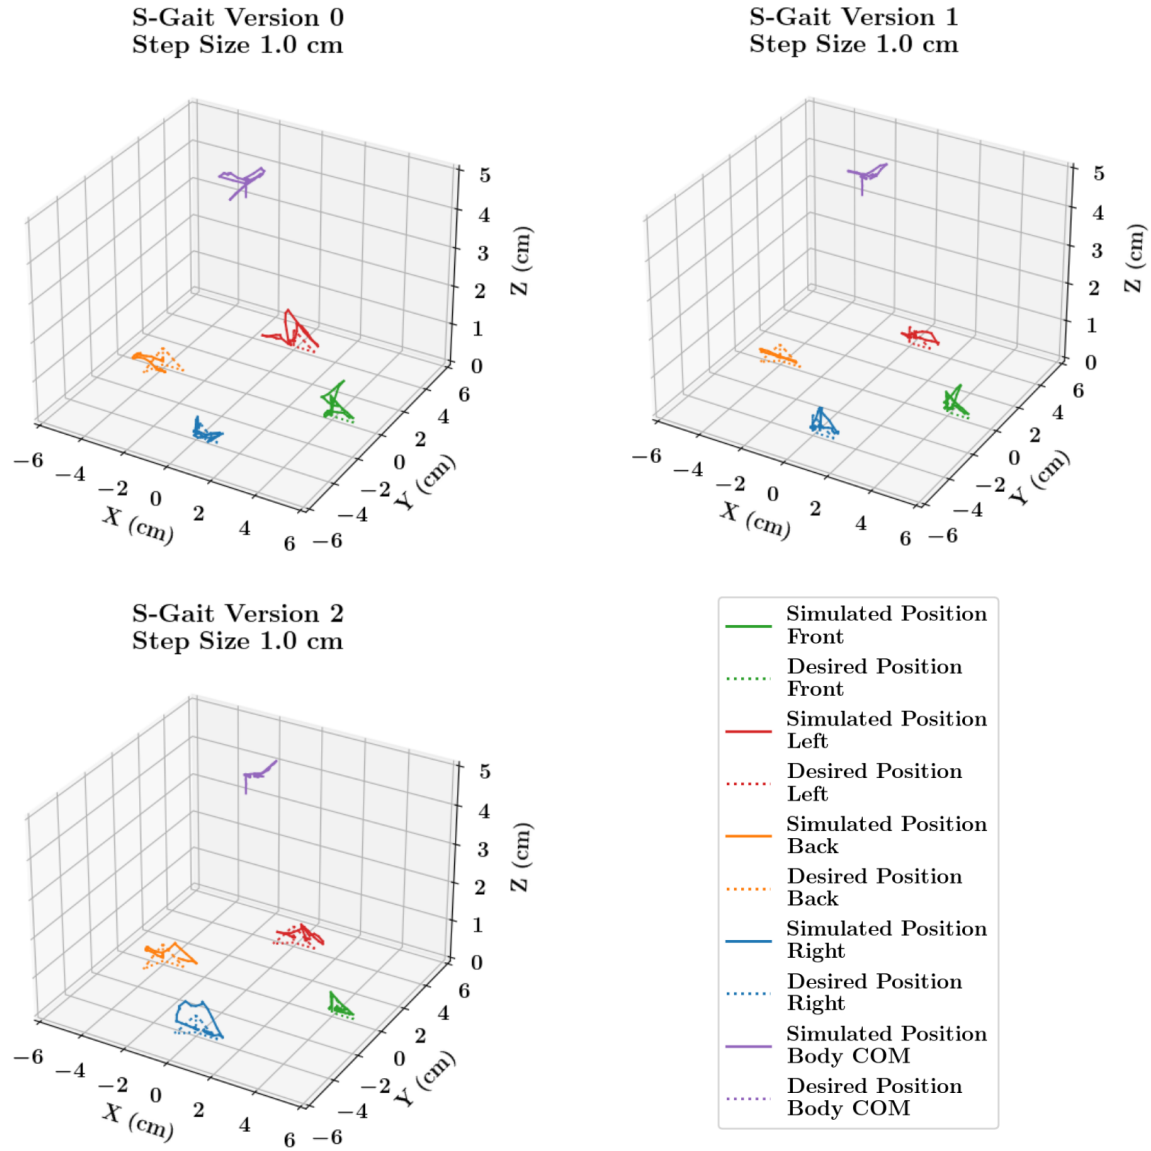 S-Gait Version 0
Step Size 1.0 cm
5
4
3
2
1
0
Z (cm)
6
4
2
0
−2
−4
−6
Y (cm)
−6
−4
−2
0
2
4
6
X (cm)
S-Gait Version 1
Step Size 1.0 cm
5
4
3
2
1
0
Z (cm)
6
4
2
0
−2
−4
−6
Y (cm)
−6
−4
−2
0
2
4
6
X (cm)
S-Gait Version 2
Step Size 1.0 cm
5
4
3
2
1
0
Z (cm)
6
4
2
0
−2
−4
−6
Y (cm)
−6
−4
−2
0
2
4
6
X (cm)
Simulated Position
Front
Desired Position
Front
Simulated Position
Left
Desired Position
Left
Simulated Position
Back
Desired Position
Back
Simulated Position
Right
Desired Position
Right
Simulated Position
Body COM
Desired Position
Body COM